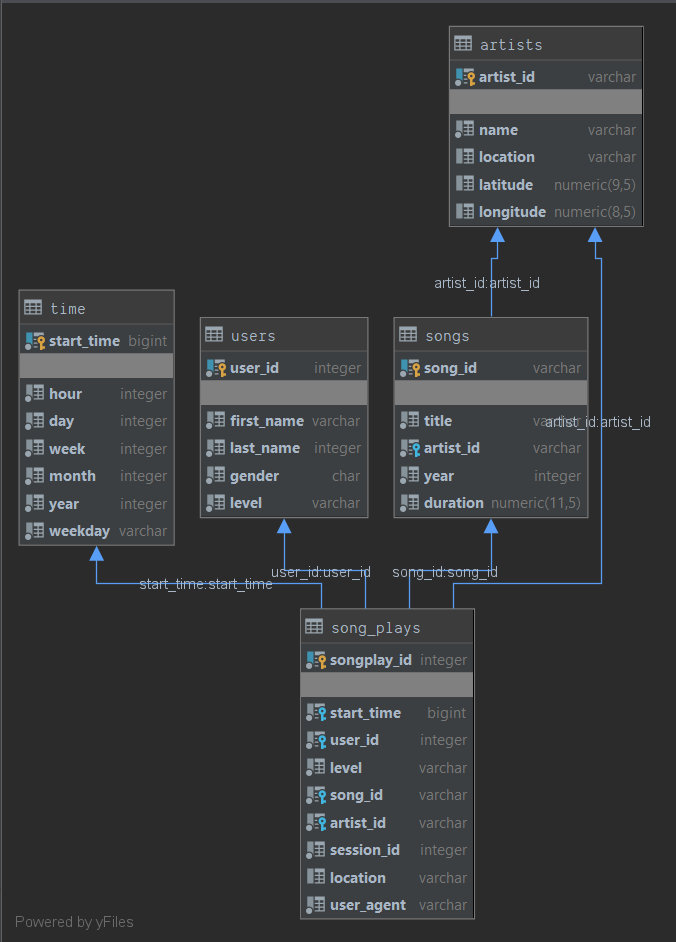 artists
artist_id varchar
name varchar
location varchar
latitude numeric(9,5)
longitude numeric(8,5)
artist_id:artist_id
time
start_time bigint
hour integer
day integer
week integer
month integer
year integer
weekday varchar
users
user_id integer
first_name varchar
last_name integer
gender char
level varchar
songs
song_id varchar
title varchar
artist_id varchar
year integer
duration numeric(11,5)
artist_id:artist_id
start_time:start_time
user_id:user_id
song_id:song_id
song_plays
songplay_id integer
start_time bigint
user_id integer
level varchar
song_id varchar
artist_id varchar
session_id integer
location varchar
user_agent varchar
Powered by yFiles